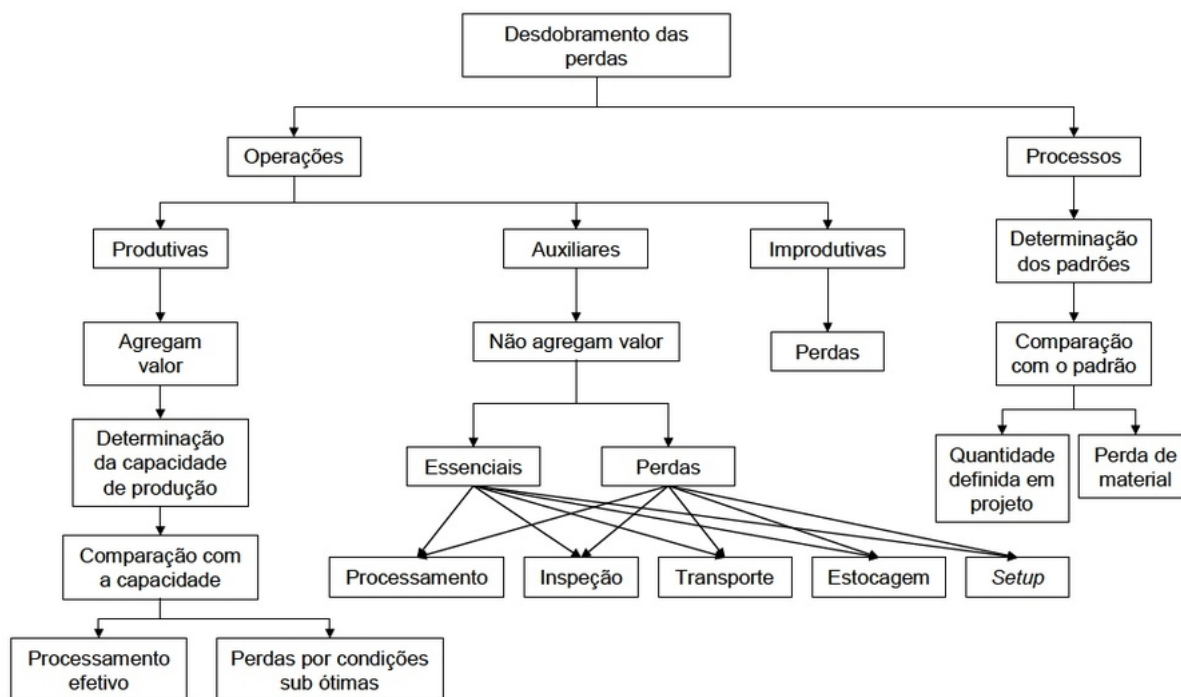 Desdobramento das
perdas
Operações
Processos
Produtivas
Auxiliares
Improdutivas
Determinação
dos padrões
Agregam
valor
Não agregam valor
Perdas
Comparação
com o padrão
Determinação
da capacidade
de produção
Essenciais
Perdas
Quantidade
definida em
projeto
Perda de
material
Comparação com
a capacidade
Processamento
Inspeção
Transporte
Estocagem
Setup
Processamento
efetivo
Perdas por condições
sub ótimas